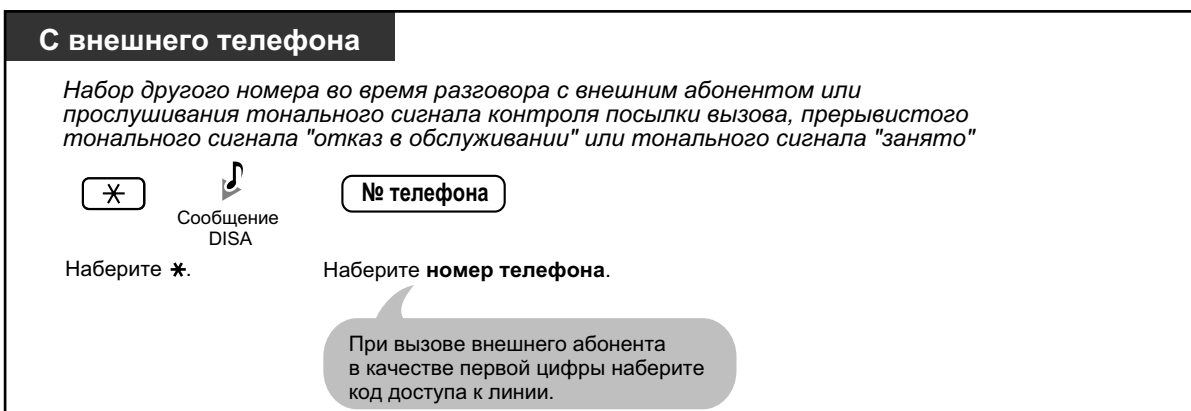 С внешнего телефона
Набор другого номера во время разговора с внешним абонентом или
прослушивания тонального сигнала контроля посылки вызова, прерывистого
тонального сигнала "отказ в обслуживании" или тонального сигнала "занято"
* № телефона
Сообщение
DISA
Наберите *. Наберите номер телефона.
При вызове внешнего абонента
в качестве первой цифры наберите
код доступа к линии.